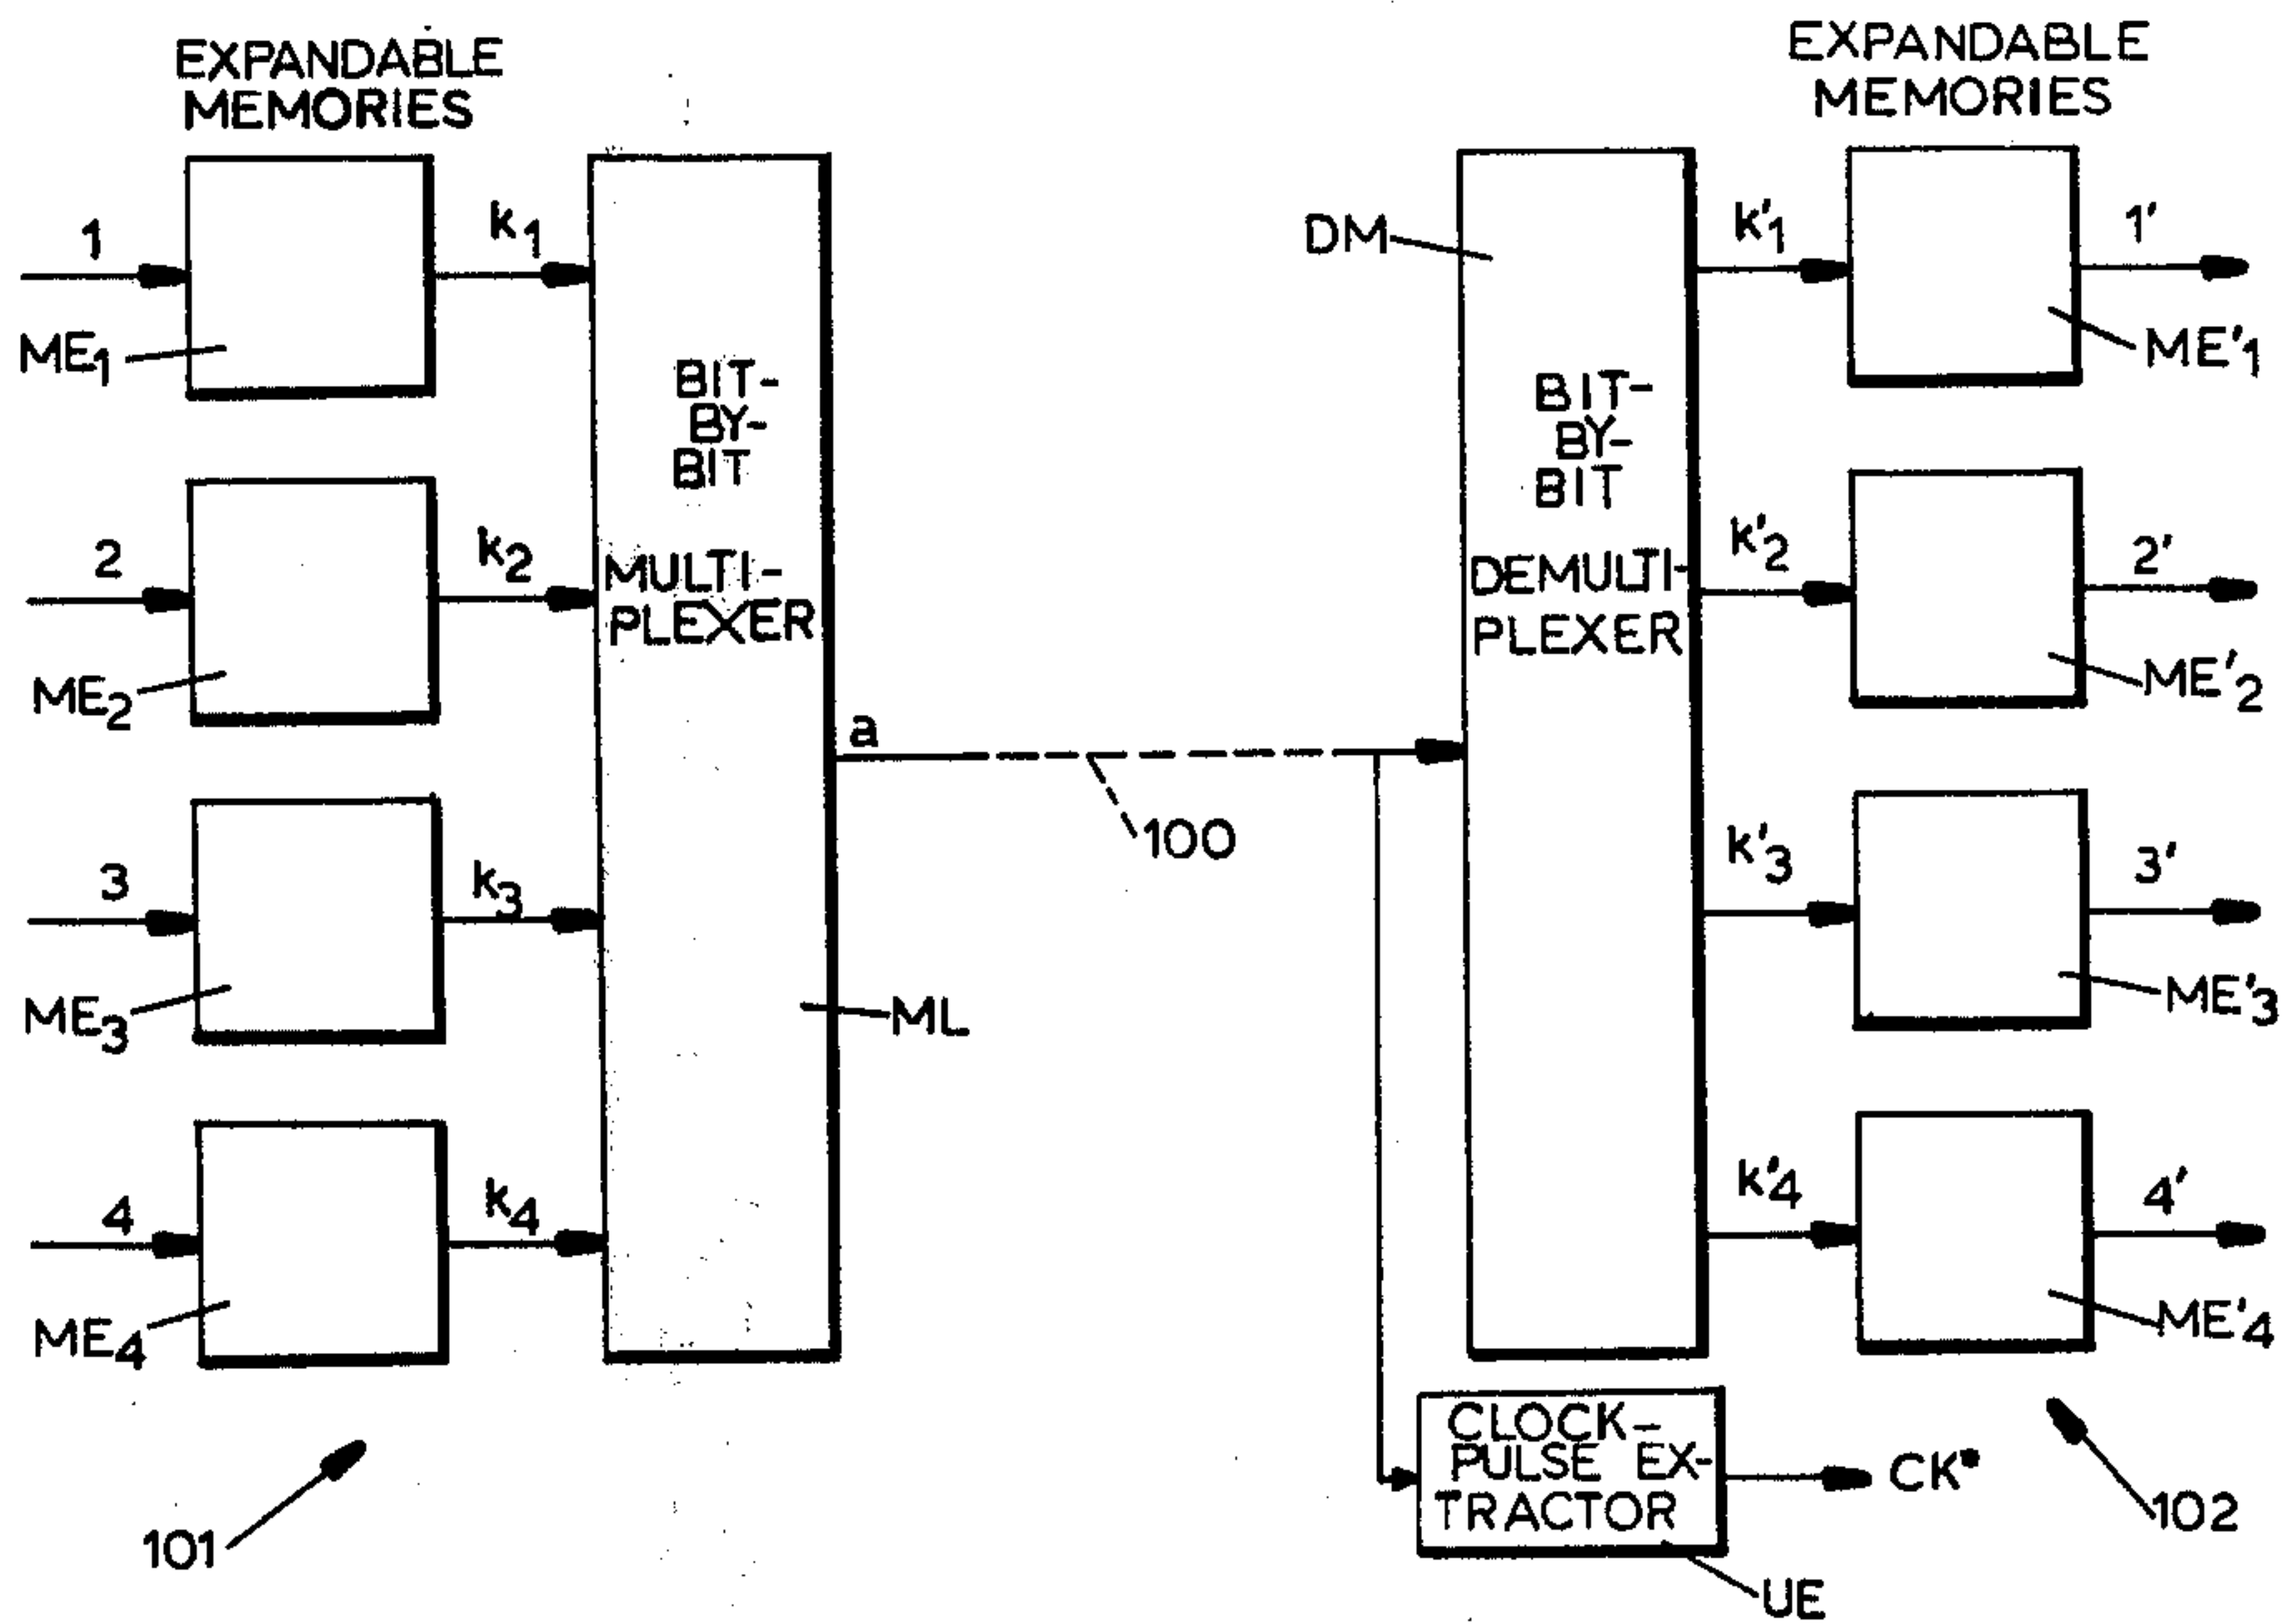 EXPANDABLE
MEMORIES
1
k1
ME1
2
k2
ME2
3
k3
ME3
4
k4
ME4
101
BIT-
BY-
BIT
MULTI-
PLEXER
a
ML
100
DM
BIT-
BY-
BIT
DEMULTI-
PLEXER
EXPANDABLE
MEMORIES
k'1
1'
ME'1
k'2
2'
ME'2
k'3
3'
ME'3
k'4
4'
ME'4
CLOCK-
PULSE EX-
TRACTOR
CK*
UE
102